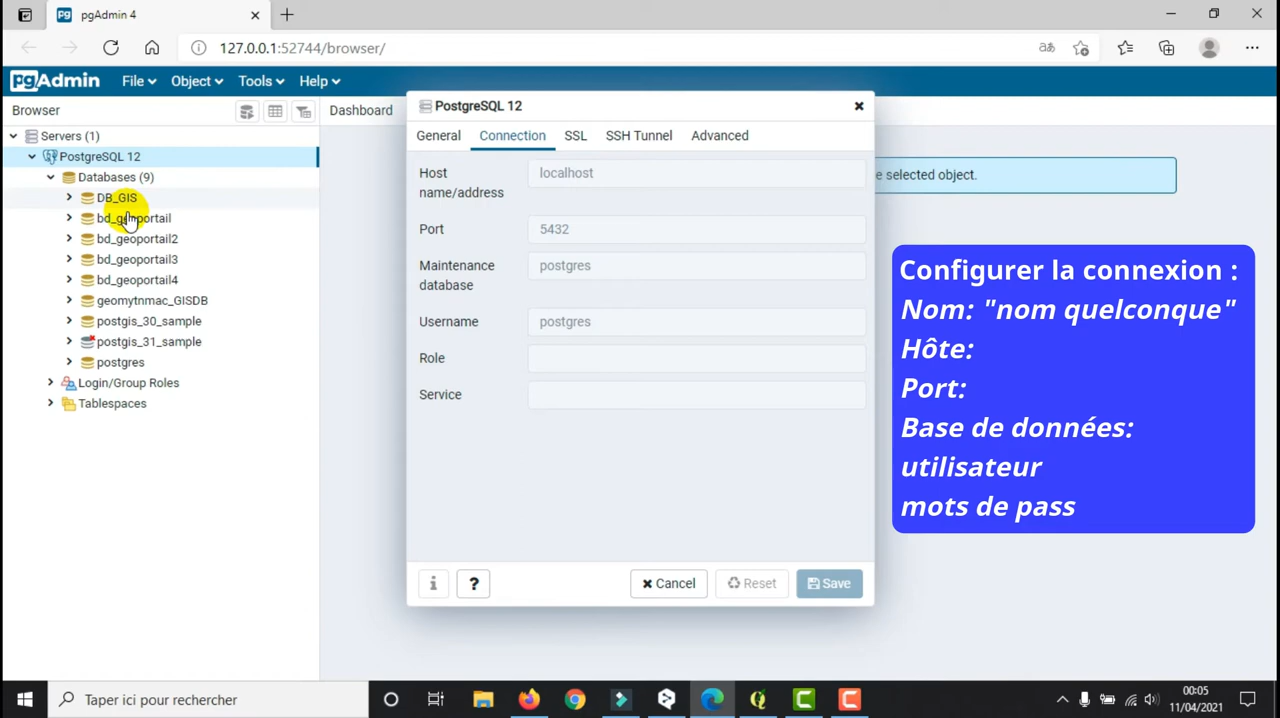 pgAdmin 4
127.0.0.1:52744/browser/
pgAdmin File Object Tools Help
Browser
Dashboard
Servers (1)
PostgreSQL 12
Databases (9)
DB_GIS
bd_geoportail
bd_geoportail2
bd_geoportail3
bd_geoportail4
geomytnmac_GISDB
postgis_30_sample
postgis_31_sample
postgres
Login/Group Roles
Tablespaces
PostgreSQL 12
General Connection SSL SSH Tunnel Advanced
Host
name/address
localhost
Port
5432
Maintenance
database
postgres
Username
postgres
Role
Service
Cancel Reset Save
e selected object.
Configurer la connexion :
Nom: "nom quelconque"
Hôte:
Port:
Base de données:
utilisateur
mots de pass
Taper ici pour rechercher
00:05
11/04/2021